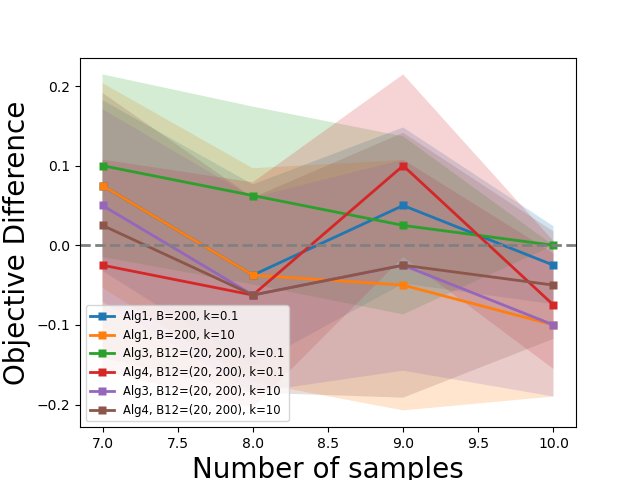 Objective Difference
0.2
0.1
0.0
−0.1
−0.2
Alg1, B=200, k=0.1
Alg1, B=200, k=10
Alg3, B12=(20, 200), k=0.1
Alg4, B12=(20, 200), k=0.1
Alg3, B12=(20, 200), k=10
Alg4, B12=(20, 200), k=10
7.0 7.5 8.0 8.5 9.0 9.5 10.0
Number of samples